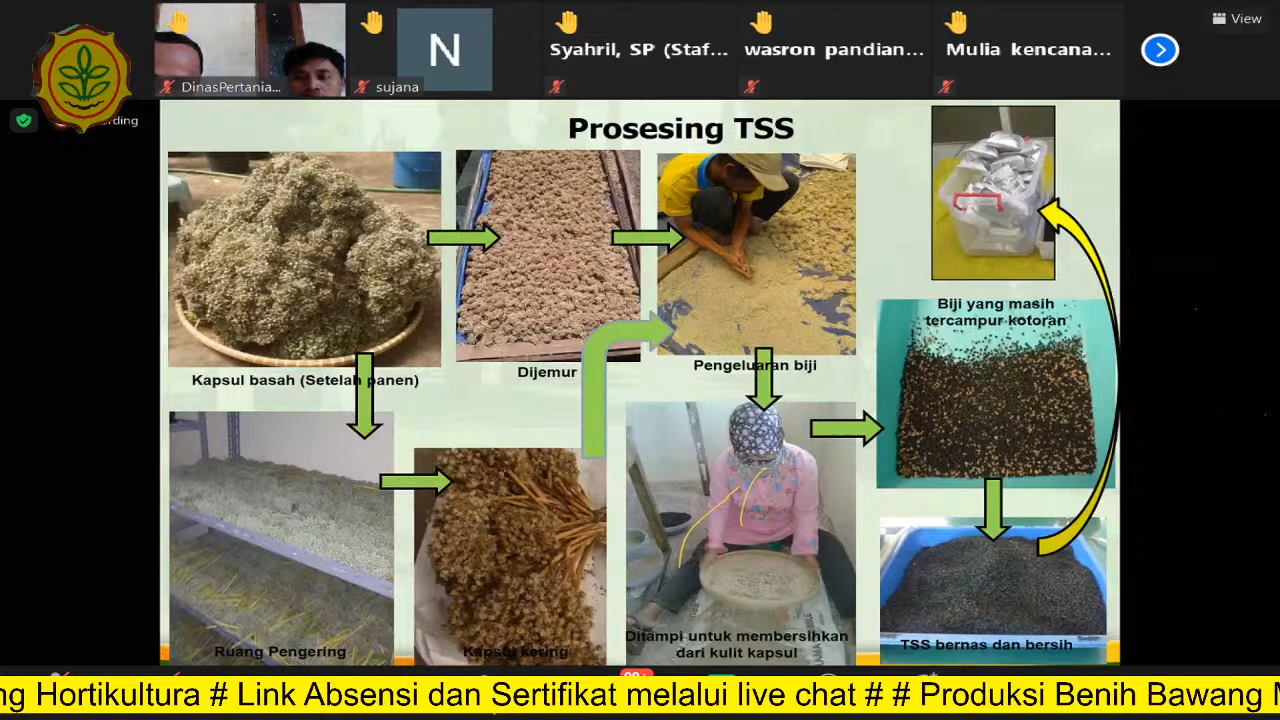 View
N
Syahril, SP (Staf...
wasron pandian...
Mulia kencana...
DinasPertania...
sujana
Prosesing TSS
Kapsul basah (Setelah panen)
Dijemur
Pengeluaran biji
Biji yang masih
tercampur kotoran
Ruang Pengering
Kapsul kering
Ditampi untuk membersihkan
dari kulit kapsul
TSS bernas dan bersih
ng Hortikultura # Link Absensi dan Sertifikat melalui live chat # # Produksi Benih Bawang